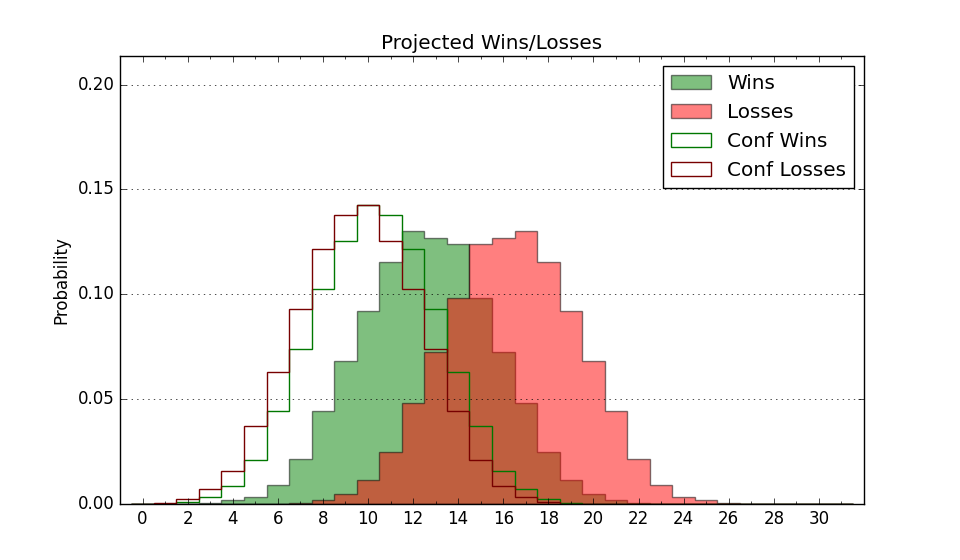 Projected Wins/Losses
Wins
Losses
Conf Wins
Conf Losses
Probability
0.20
0.15
0.10
0.05
0.00
0 2 4 6 8 10 12 14 16 18 20 22 24 26 28 30